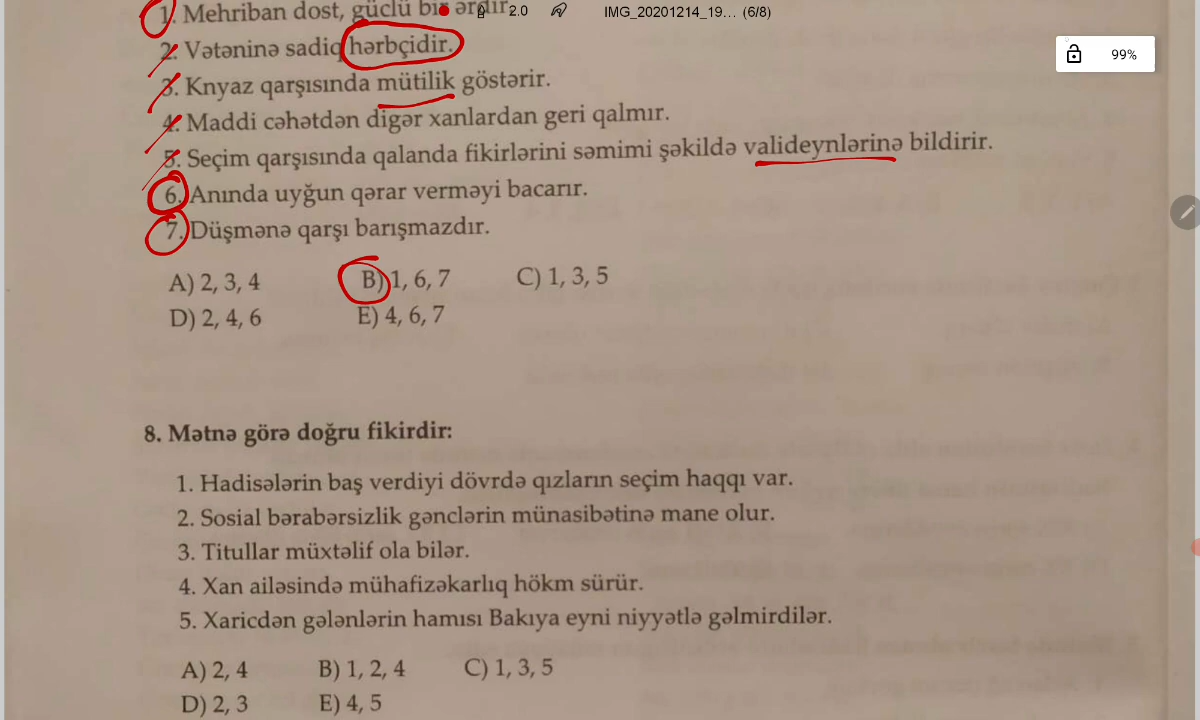 1. Mehriban dost, güclü bir ərdir.
2.0
IMG_20201214_19... (6/8)
99%
2. Vətəninə sadiq hərbçidir.
3. Knyaz qarşısında mütilik göstərir.
4. Maddi cəhətdən digər xanlardan geri qalmır.
5. Seçim qarşısında qalanda fikirlərini səmimi şəkildə valideynlərinə bildirir.
6. Anında uyğun qərar verməyi bacarır.
7. Düşmənə qarşı barışmazdır.
A) 2, 3, 4 B) 1, 6, 7 C) 1, 3, 5
D) 2, 4, 6 E) 4, 6, 7
8. Mətnə görə doğru fikirdir:
1. Hadisələrin baş verdiyi dövrdə qızların seçim haqqı var.
2. Sosial bərabərsizlik gənclərin münasibətinə mane olur.
3. Titullar müxtəlif ola bilər.
4. Xan ailəsində mühafizəkarlıq hökm sürür.
5. Xaricdən gələnlərin hamısı Bakıya eyni niyyətlə gəlmirdilər.
A) 2, 4 B) 1, 2, 4 C) 1, 3, 5
D) 2, 3 E) 4, 5